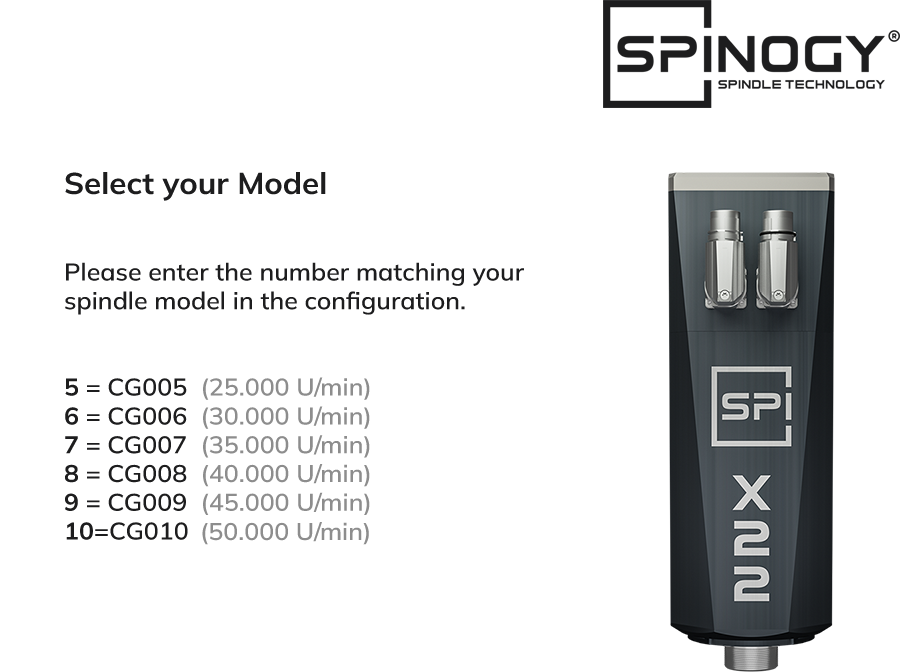 SPINOGY®
SPINDLE TECHNOLOGY
Select your Model
Please enter the number matching your
spindle model in the configuration.
5 = CG005 (25.000 U/min)
6 = CG006 (30.000 U/min)
7 = CG007 (35.000 U/min)
8 = CG008 (40.000 U/min)
9 = CG009 (45.000 U/min)
10=CG010 (50.000 U/min)
SPI
X22